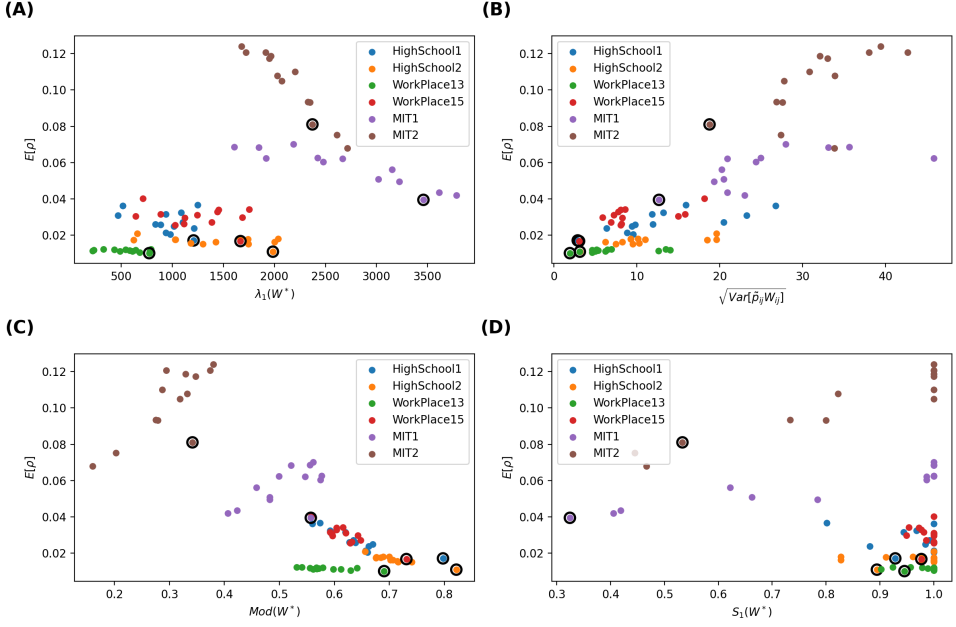 (A)
(B)
0.12
0.10
0.08
0.06
0.04
0.02
E[ρ]
HighSchool1
HighSchool2
WorkPlace13
WorkPlace15
MIT1
MIT2
500 1000 1500 2000 2500 3000 3500
λ₁(W*)
0.12
0.10
0.08
0.06
0.04
0.02
E[ρ]
HighSchool1
HighSchool2
WorkPlace13
WorkPlace15
MIT1
MIT2
0 10 20 30 40
√Var[p̃ᵢⱼWᵢⱼ]
(C)
(D)
0.12
0.10
0.08
0.06
0.04
0.02
E[ρ]
HighSchool1
HighSchool2
WorkPlace13
WorkPlace15
MIT1
MIT2
0.2 0.3 0.4 0.5 0.6 0.7 0.8
Mod(W*)
0.12
0.10
0.08
0.06
0.04
0.02
E[ρ]
HighSchool1
HighSchool2
WorkPlace13
WorkPlace15
MIT1
MIT2
0.3 0.4 0.5 0.6 0.7 0.8 0.9 1.0
S₁(W*)